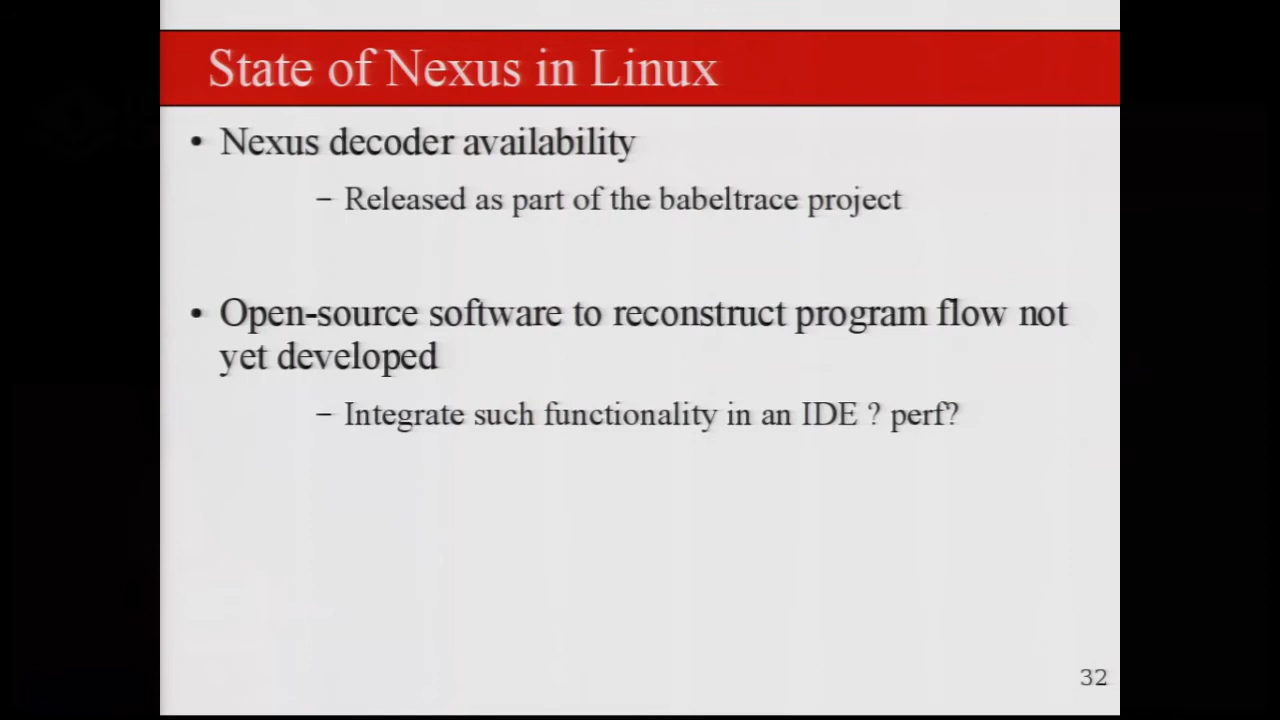 State of Nexus in Linux
• Nexus decoder availability
– Released as part of the babeltrace project
• Open-source software to reconstruct program flow not
yet developed
– Integrate such functionality in an IDE ? perf?
32